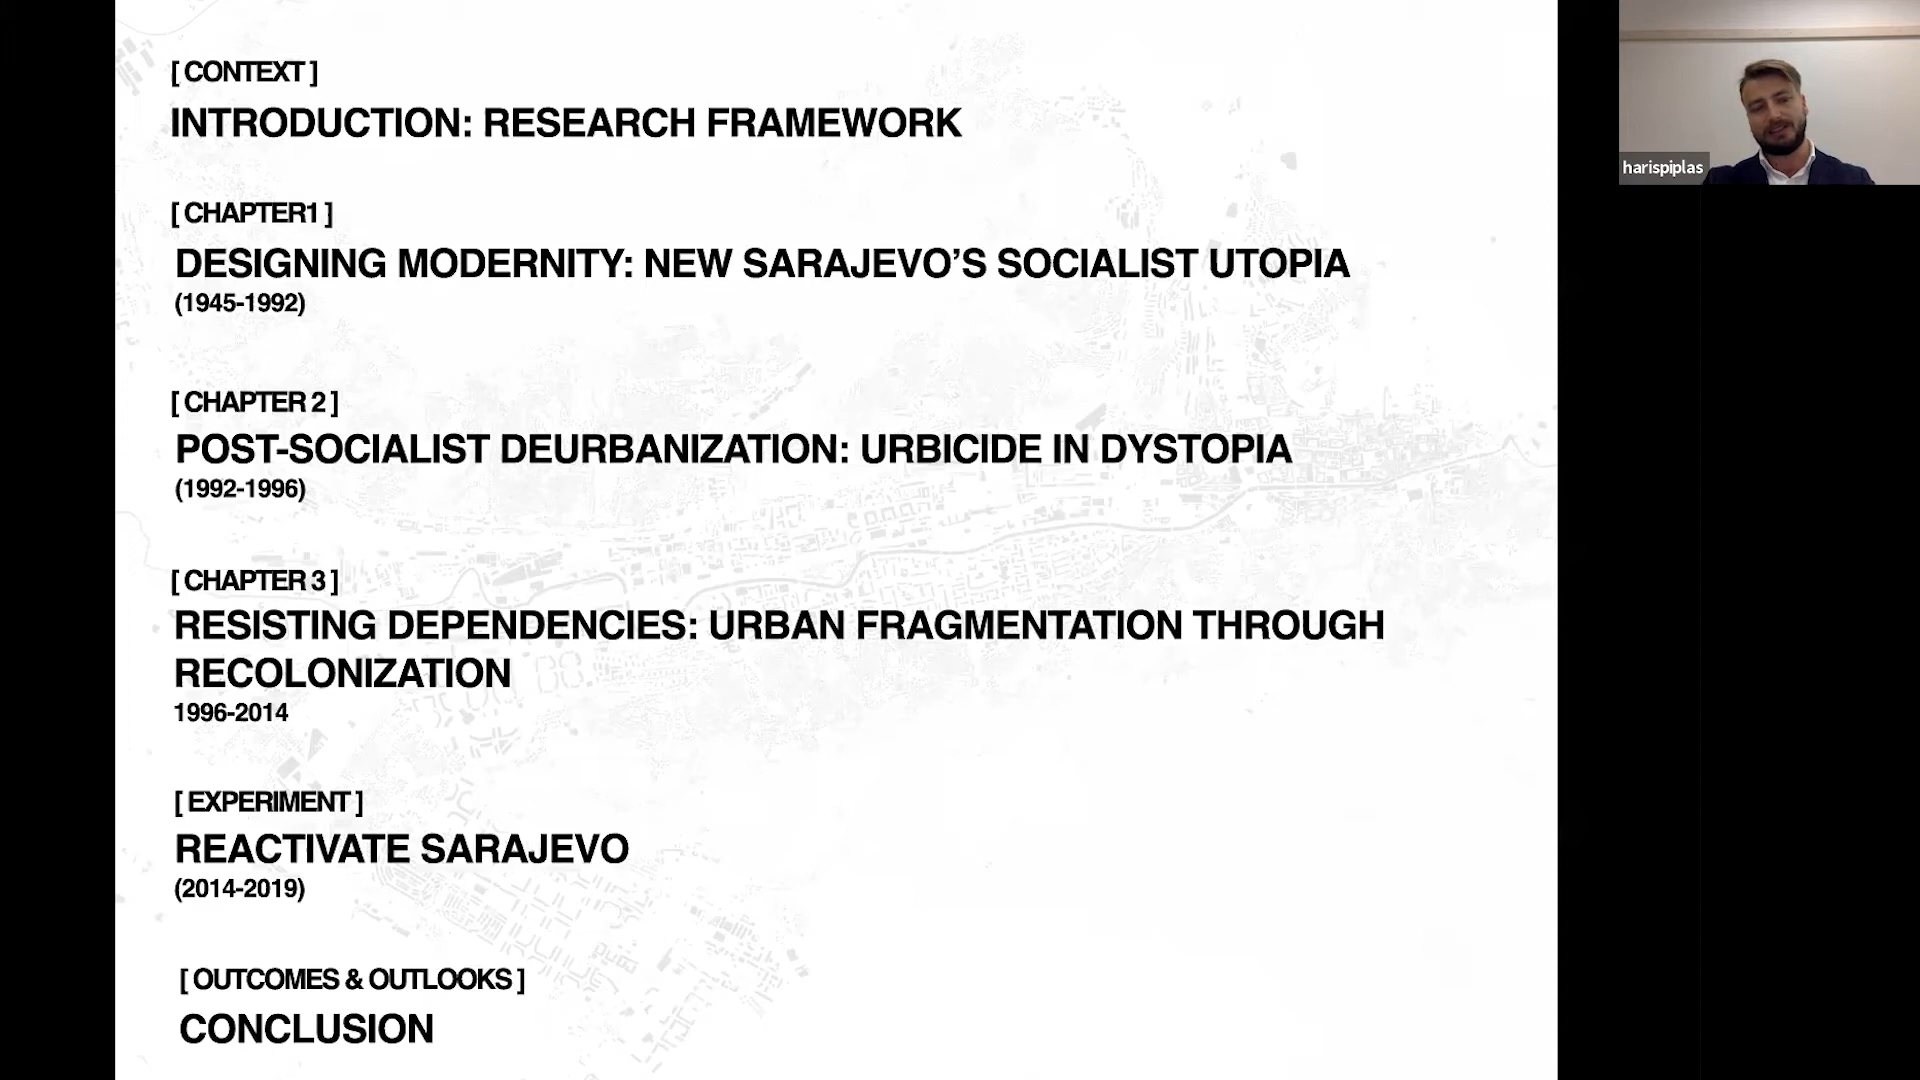 [ CONTEXT ]
INTRODUCTION: RESEARCH FRAMEWORK
[ CHAPTER1 ]
DESIGNING MODERNITY: NEW SARAJEVO’S SOCIALIST UTOPIA
(1945-1992)
[ CHAPTER 2 ]
POST-SOCIALIST DEURBANIZATION: URBICIDE IN DYSTOPIA
(1992-1996)
[ CHAPTER 3 ]
RESISTING DEPENDENCIES: URBAN FRAGMENTATION THROUGH
RECOLONIZATION
1996-2014
[ EXPERIMENT ]
REACTIVATE SARAJEVO
(2014-2019)
[ OUTCOMES & OUTLOOKS ]
CONCLUSION
harispiplas